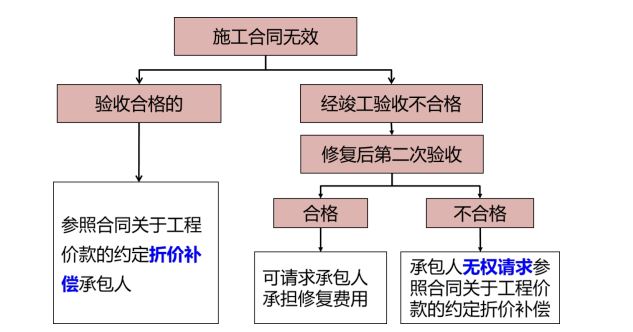 施工合同无效
验收合格的
经竣工验收不合格
修复后第二次验收
合格
不合格
参照合同关于工程
价款的约定折价补
偿承包人
可请求承包人
承担修复费用
承包人无权请求参
照合同关于工程价
款的约定折价补偿